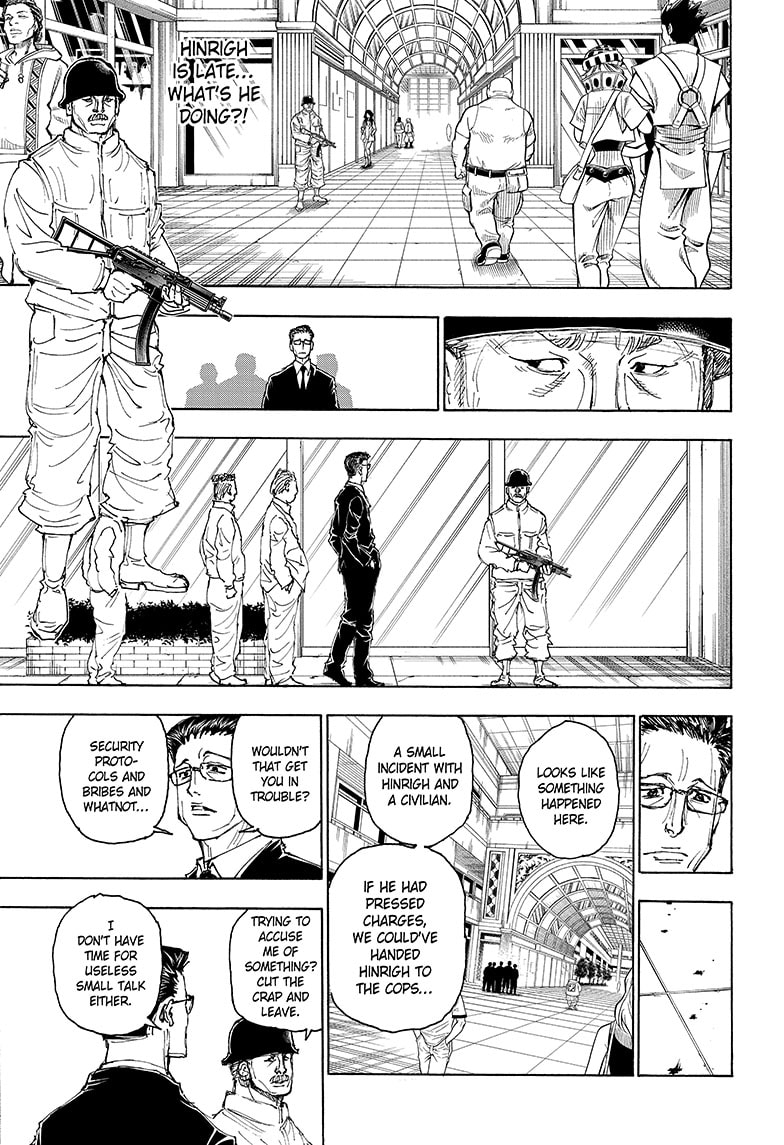 HINRIGH
IS LATE...
WHAT'S HE
DOING?!
LOOKS LIKE
SOMETHING
HAPPENED
HERE.
A SMALL
INCIDENT WITH
HINRIGH AND
A CIVILIAN.
IF HE HAD
PRESSED
CHARGES,
WE COULD'VE
HANDED
HINRIGH TO
THE COPS...
WOULDN'T
THAT GET
YOU IN
TROUBLE?
SECURITY
PROTO-
COLS AND
BRIBES AND
WHATNOT...
TRYING TO
ACCUSE
ME OF
SOMETHING?
CUT THE
CRAP AND
LEAVE.
I
DON'T HAVE
TIME FOR
USELESS
SMALL TALK
EITHER.